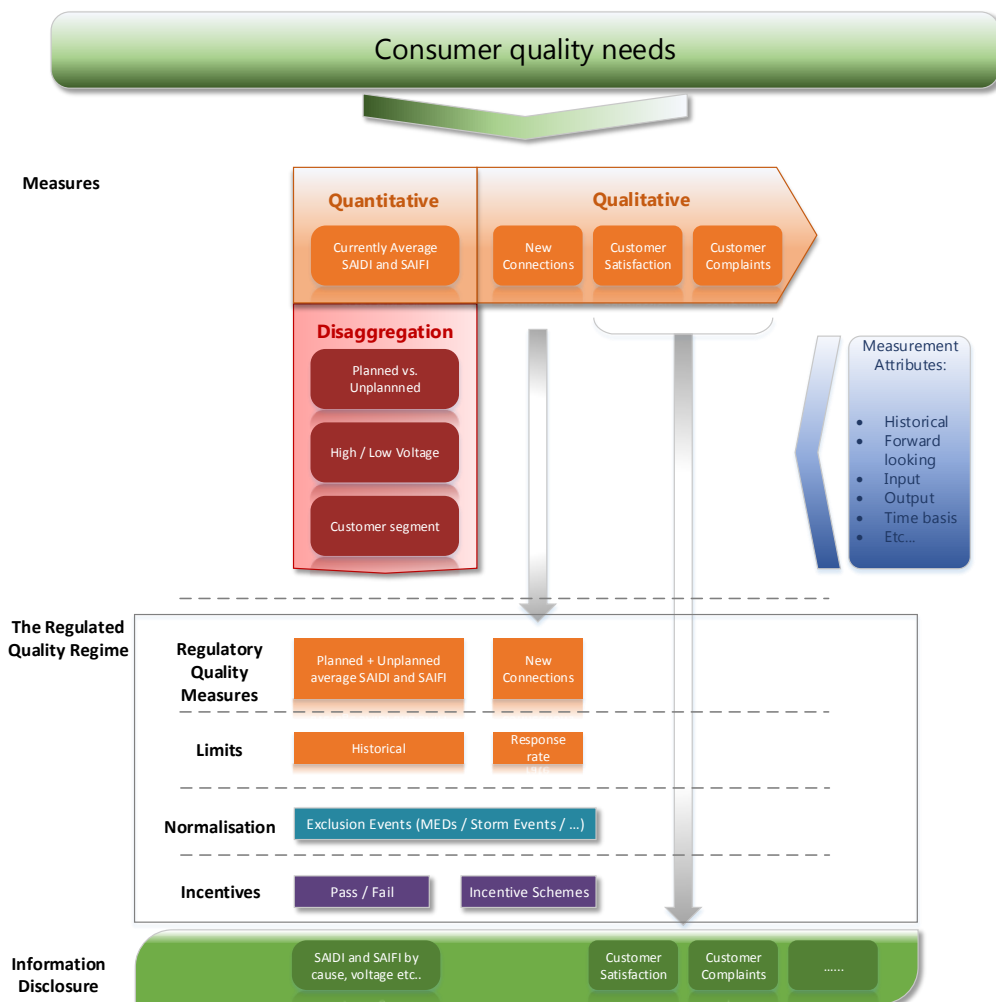 Consumer quality needs
Measures
Quantitative
Qualitative
Currently Average
SAIDI and SAIFI
New
Connections
Customer
Satisfaction
Customer
Complaints
Disaggregation
Planned vs.
Unplannned
High / Low Voltage
Customer segment
Measurement
Attributes:
• Historical
• Forward
looking
• Input
• Output
• Time basis
• Etc...
The Regulated
Quality Regime
Regulatory
Quality
Measures
Planned + Unplanned
average SAIDI and SAIFI
New
Connections
Limits
Historical
Response
rate
Normalisation
Exclusion Events (MEDs / Storm Events / ...)
Incentives
Pass / Fail
Incentive Schemes
Information
Disclosure
SAIDI and SAIFI by
cause, voltage etc..
Customer
Satisfaction
Customer
Complaints
......